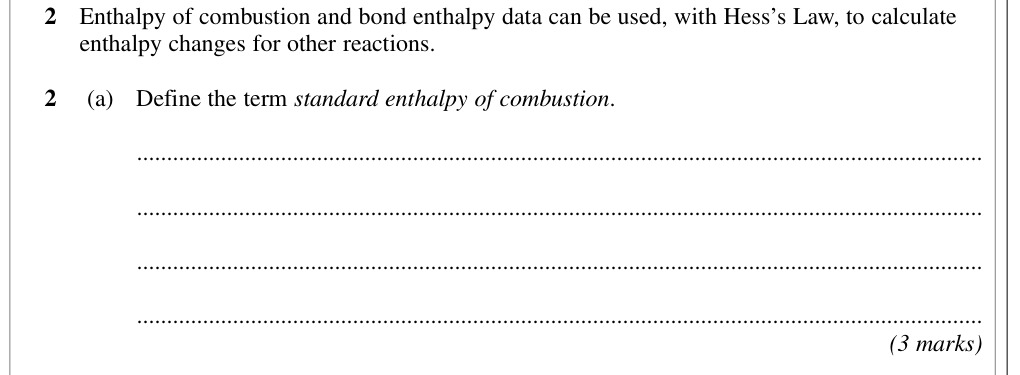 2 Enthalpy of combustion and bond enthalpy data can be used, with Hess’s Law, to calculate
enthalpy changes for other reactions.
2 (a) Define the term standard enthalpy of combustion.
(3 marks)